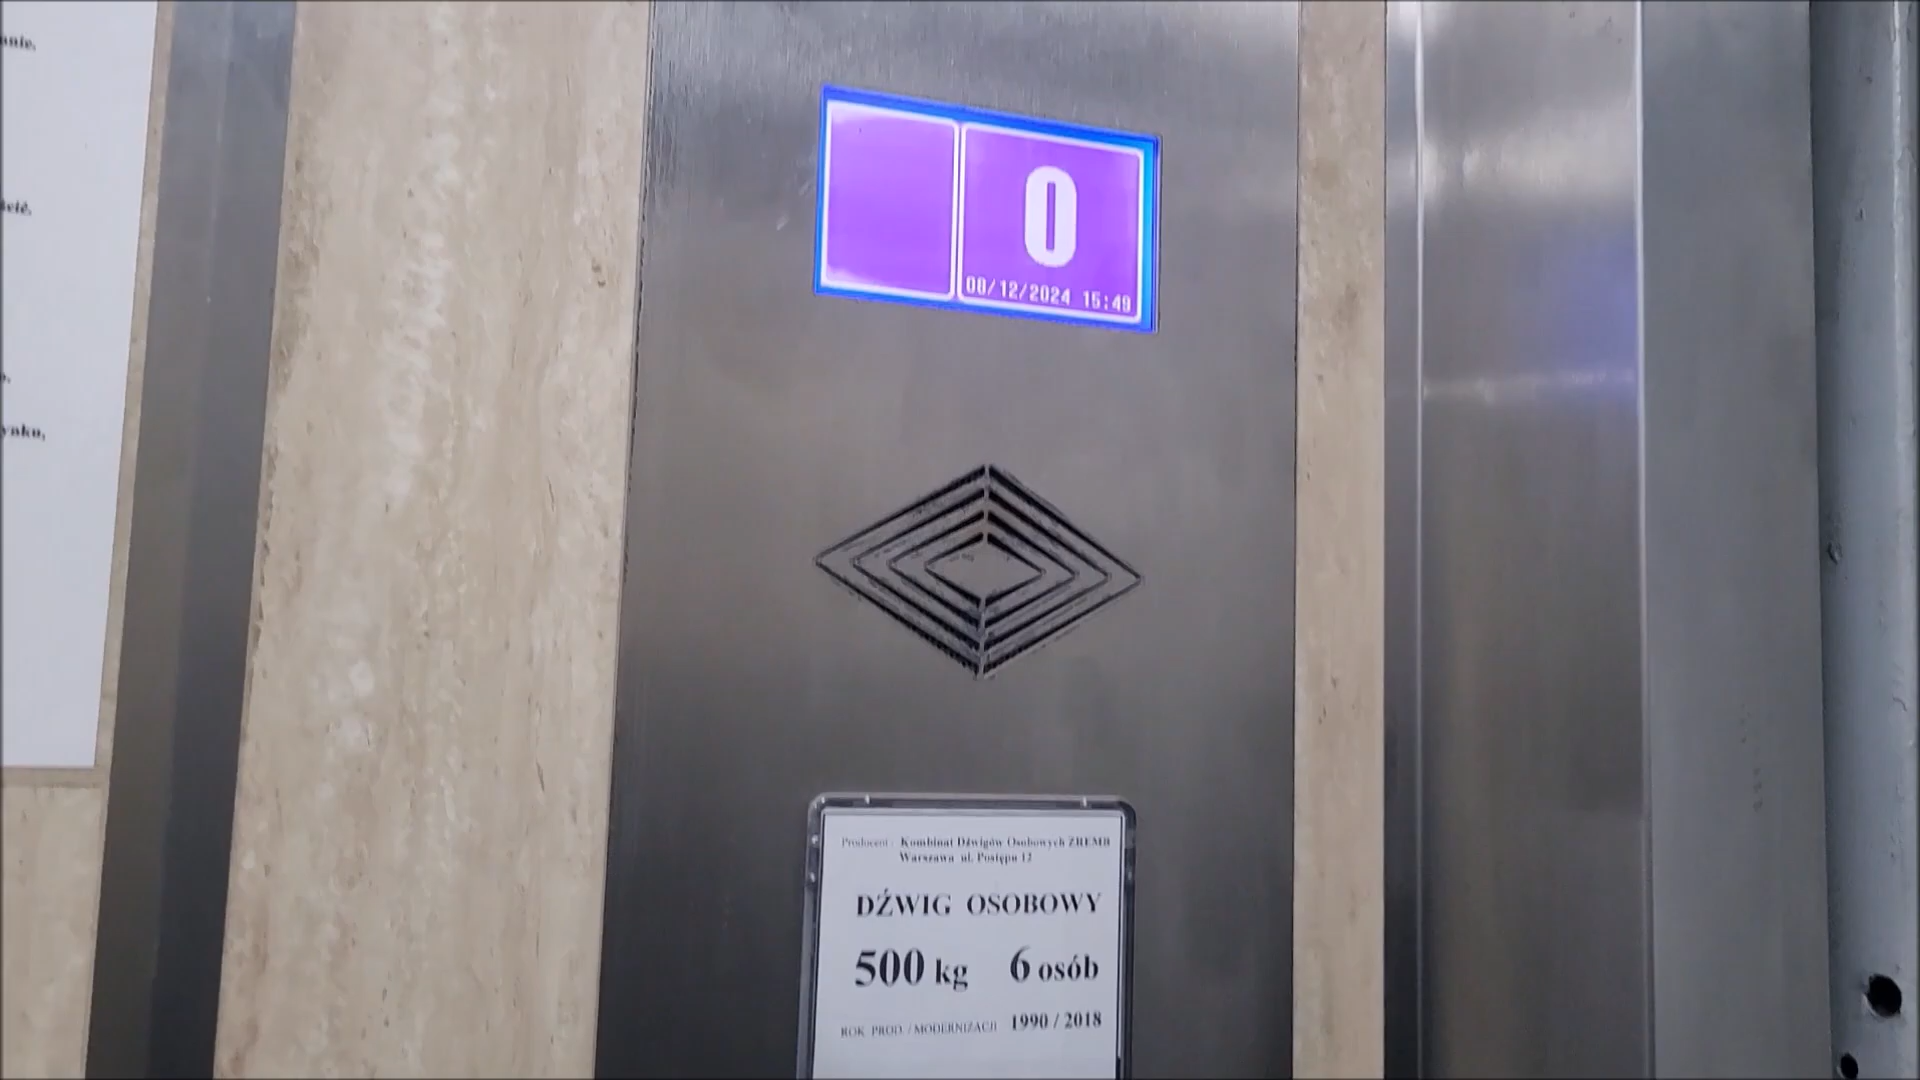 0
08/12/2024 15:49
Producent: Kombinat Dźwigów Osobowych ZREMB
Warszawa ul. Postępu 12
DŹWIG OSOBOWY
500 kg 6 osób
ROK PROD. / MODERNIZACJI 1990 / 2018